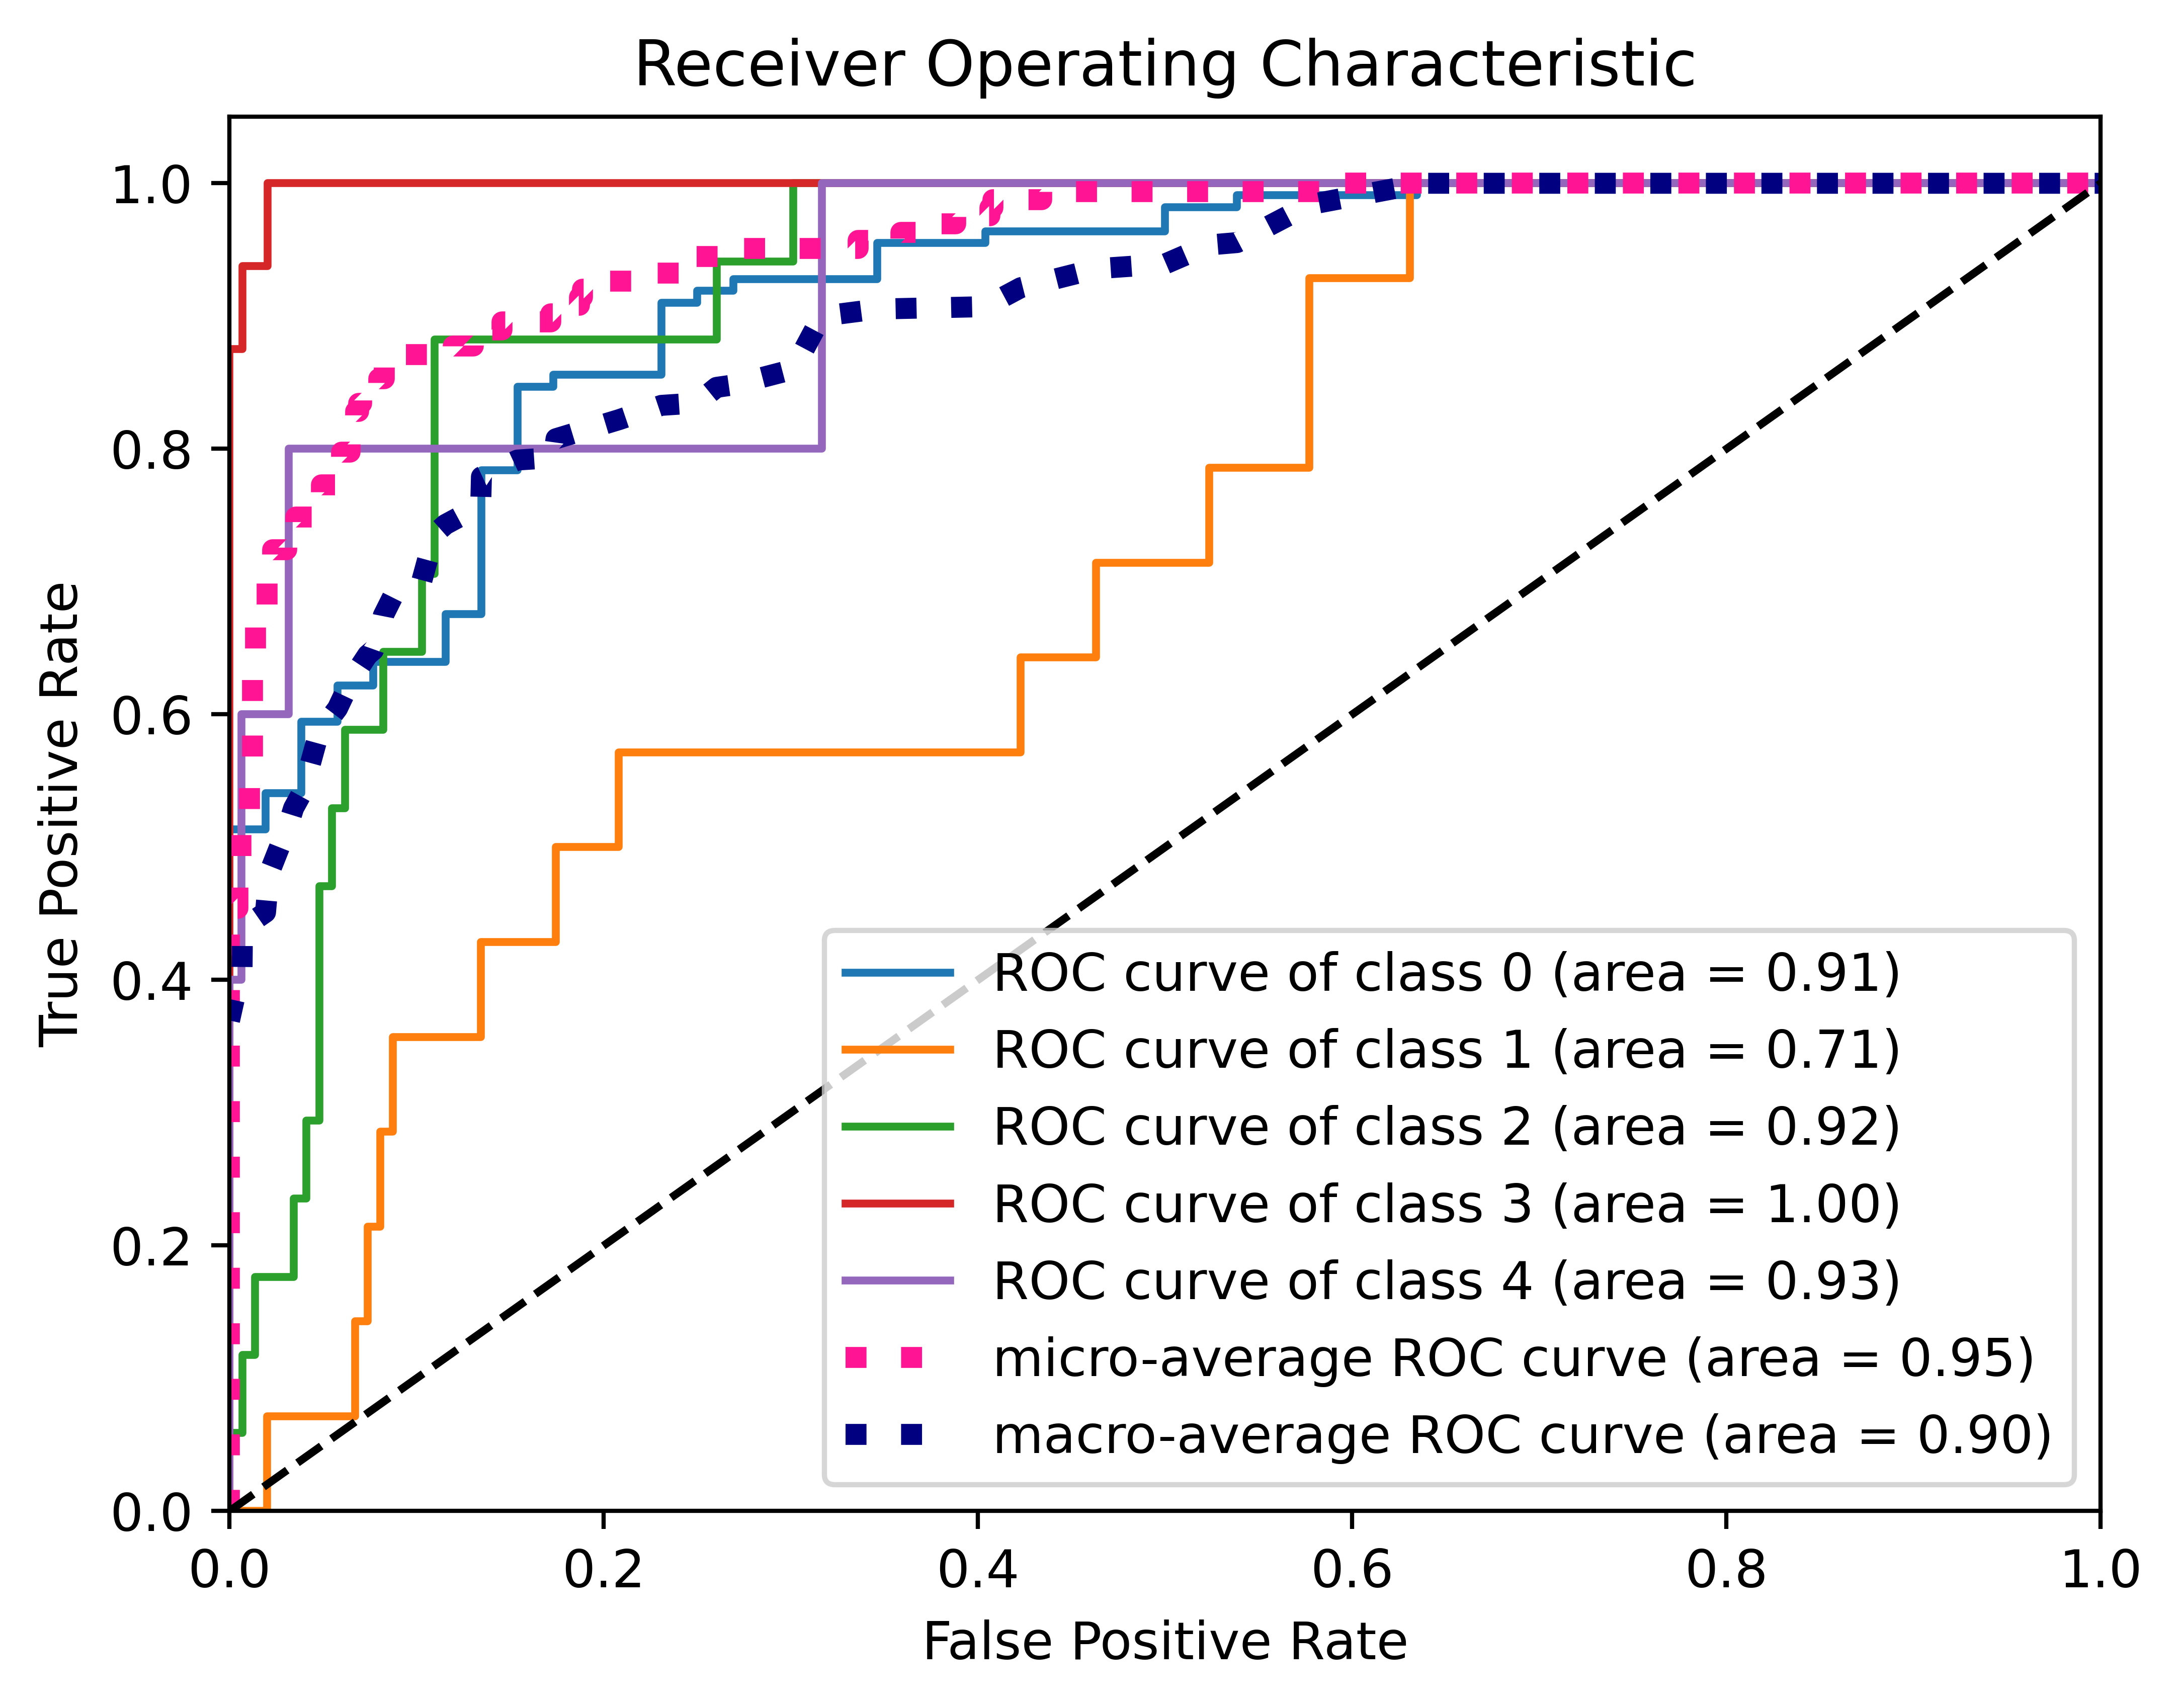 Receiver Operating Characteristic
1.0
0.8
0.6
0.4
0.2
0.0
True Positive Rate
ROC curve of class 0 (area = 0.91)
ROC curve of class 1 (area = 0.71)
ROC curve of class 2 (area = 0.92)
ROC curve of class 3 (area = 1.00)
ROC curve of class 4 (area = 0.93)
micro-average ROC curve (area = 0.95)
macro-average ROC curve (area = 0.90)
0.0 0.2 0.4 0.6 0.8 1.0
False Positive Rate